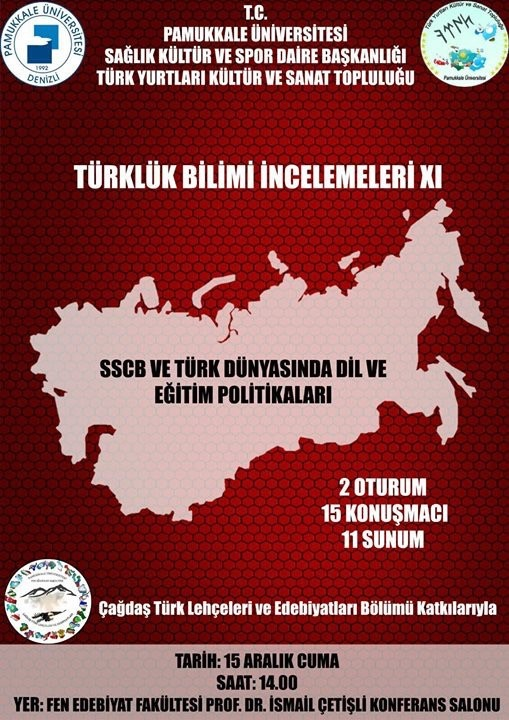 T.C.
PAMUKKALE ÜNİVERSİTESİ
SAĞLIK KÜLTÜR VE SPOR DAİRE BAŞKANLIĞI
TÜRK YURTLARI KÜLTÜR VE SANAT TOPLULUĞU
PAMUKKALE ÜNİVERSİTESİ
1992
DENİZLİ
Türk Yurtları Kültür ve Sanat Topluluğu
Pamukkale Üniversitesi
TÜRKLÜK BİLİMİ İNCELEMELERİ XI
SSCB VE TÜRK DÜNYASINDA DİL VE
EĞİTİM POLİTİKALARI
2 OTURUM
15 KONUŞMACI
11 SUNUM
Çağdaş Türk Lehçeleri ve Edebiyatları Bölümü Katkılarıyla
TARİH: 15 ARALIK CUMA
SAAT: 14.00
YER: FEN EDEBİYAT FAKÜLTESİ PROF. DR. İSMAİL ÇETİŞLİ KONFERANS SALONU